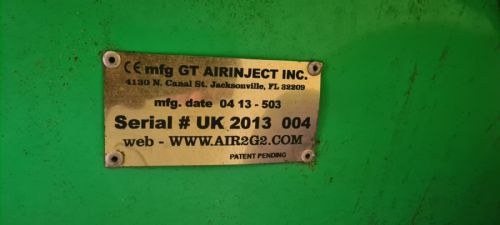 CE mfg GT AIRINJECT INC.
4130 N. Canal St. Jacksonville, FL 32209
mfg. date 04 13 - 503
Serial # UK 2013 004
web - WWW.AIR2G2.COM
PATENT PENDING